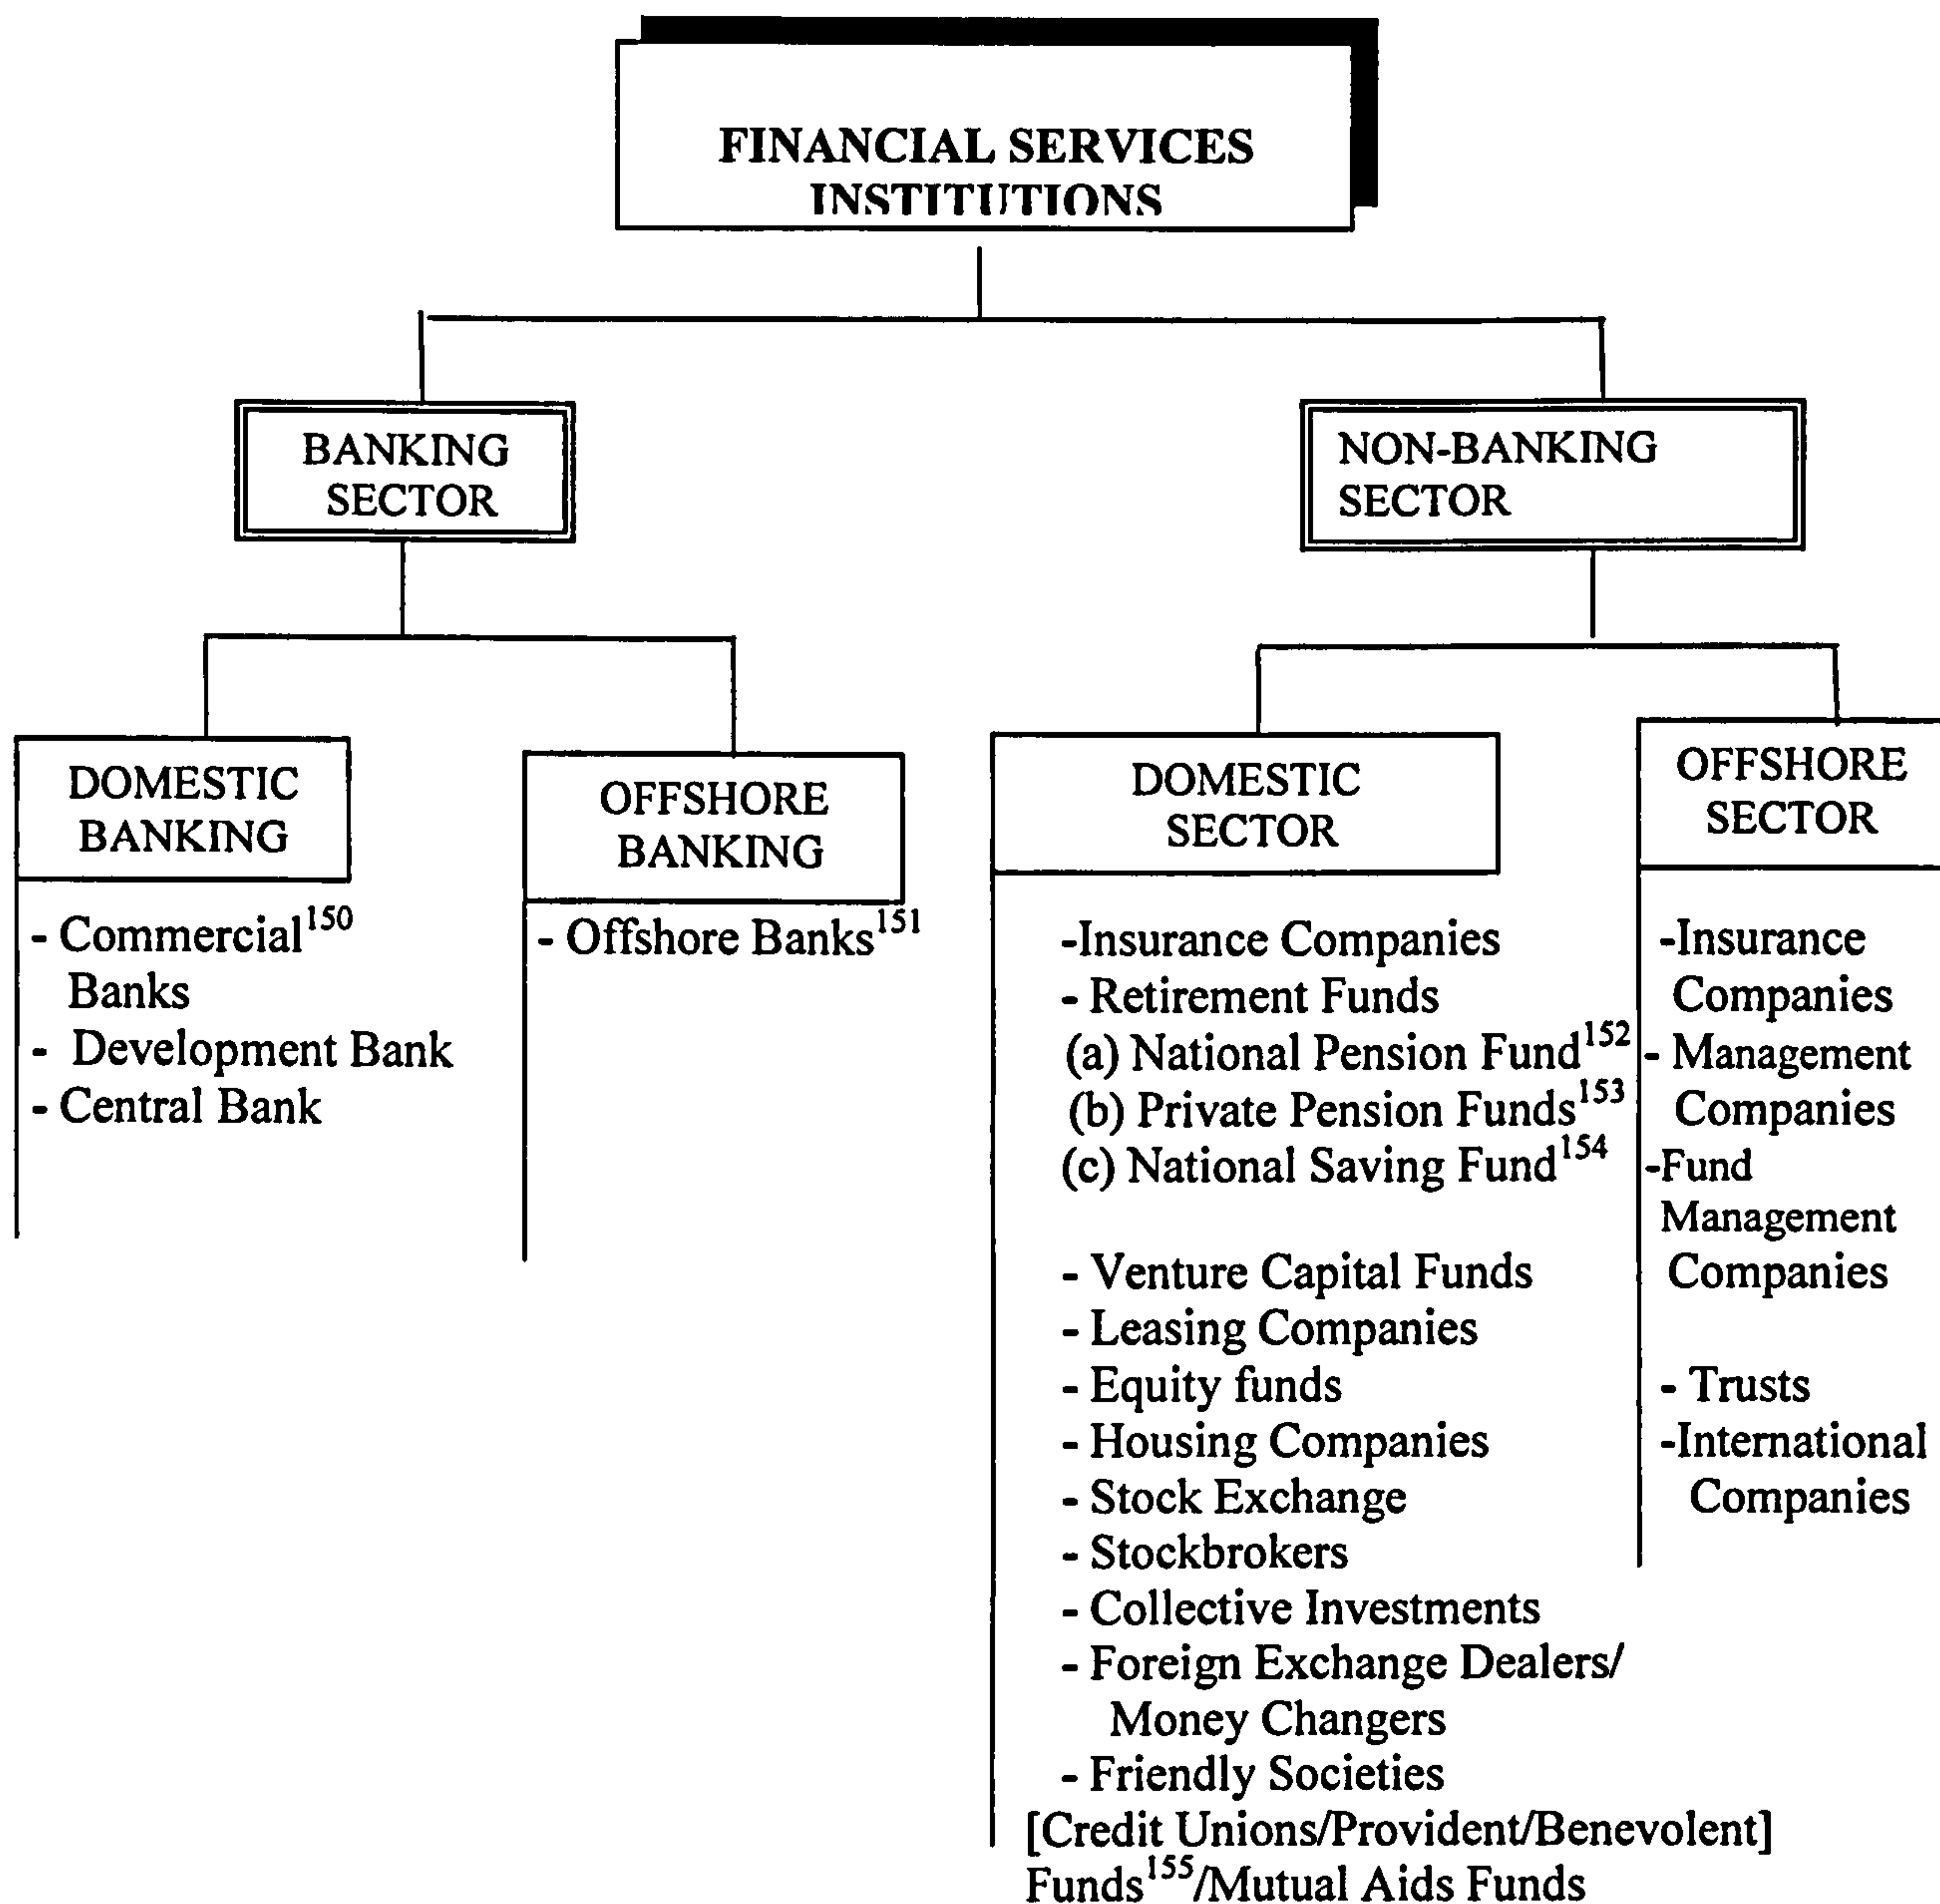 FINANCIAL SERVICES
INSTITUTIONS
BANKING
SECTOR
NON-BANKING
SECTOR
DOMESTIC
BANKING
- Commercial150
Banks
- Development Bank
- Central Bank
OFFSHORE
BANKING
- Offshore Banks151
DOMESTIC
SECTOR
-Insurance Companies
- Retirement Funds
(a) National Pension Fund152
(b) Private Pension Funds153
(c) National Saving Fund154
- Venture Capital Funds
- Leasing Companies
- Equity funds
- Housing Companies
- Stock Exchange
- Stockbrokers
- Collective Investments
- Foreign Exchange Dealers/
Money Changers
- Friendly Societies
[Credit Unions/Provident/Benevolent]
Funds155/Mutual Aids Funds
OFFSHORE
SECTOR
-Insurance
Companies
- Management
Companies
-Fund
Management
Companies
- Trusts
-International
Companies